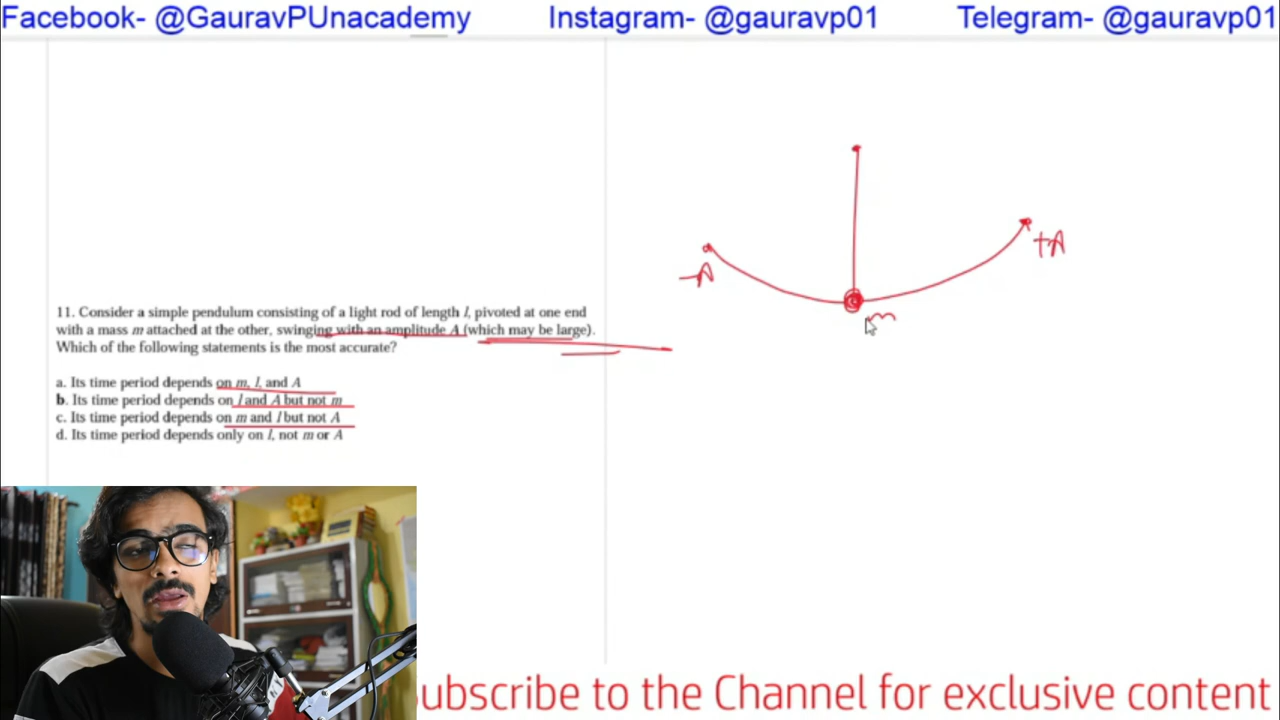 Facebook- @GauravPUnacademy Instagram- @gauravp01 Telegram- @gauravp01
-A
+A
m
11. Consider a simple pendulum consisting of a light rod of length l, pivoted at one end
with a mass m attached at the other, swinging with an amplitude A (which may be large).
Which of the following statements is the most accurate?
a. Its time period depends on m, l, and A
b. Its time period depends on l and A but not m
c. Its time period depends on m and l but not A
d. Its time period depends only on l, not m or A
ubscribe to the Channel for exclusive content